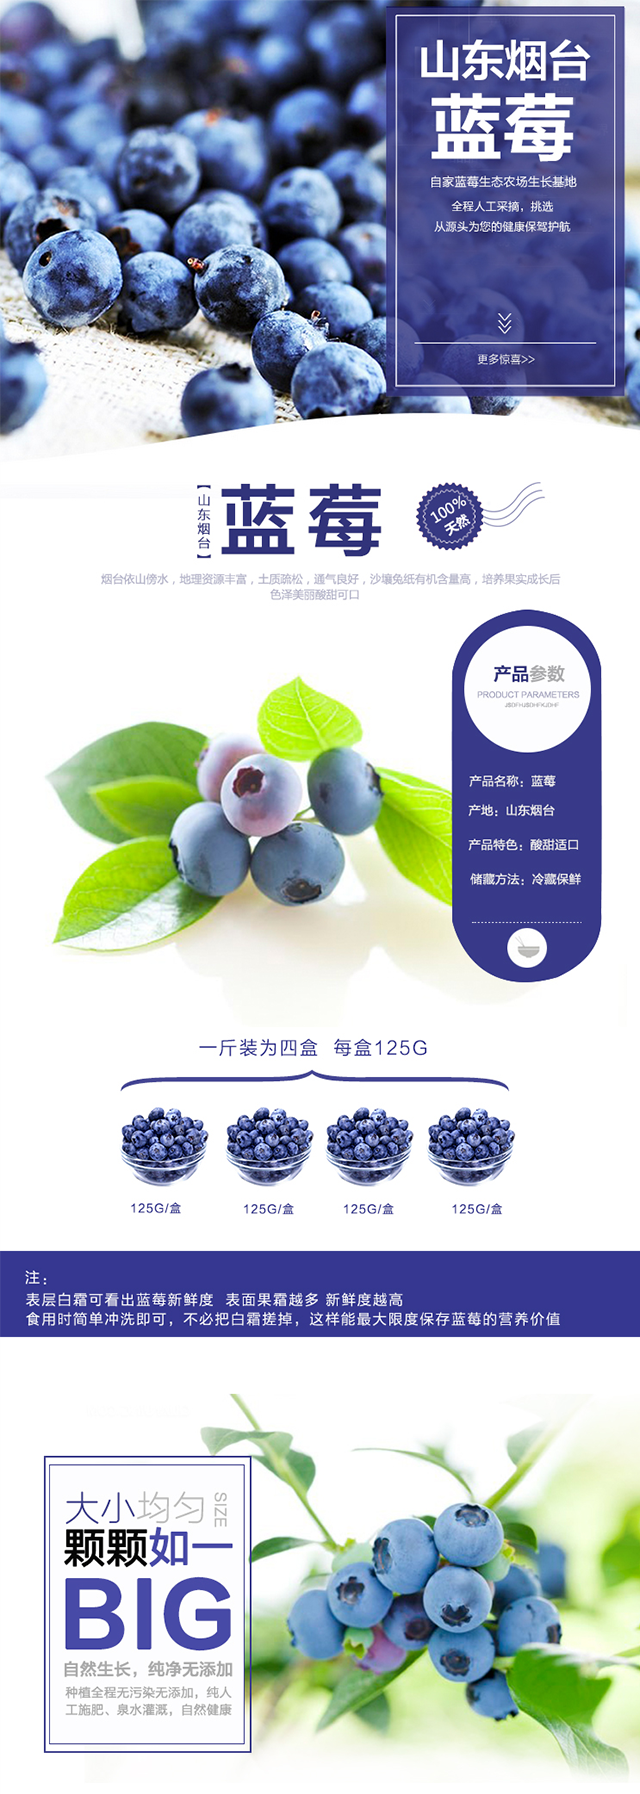 山东烟台
蓝莓
自家蓝莓生态农场生长基地
全程人工采摘，挑选
从源头为您的健康保驾护航
更多惊喜>>
【山东烟台】
蓝莓
100%
天然
烟台依山傍水，地理资源丰富，土质疏松，通气良好，沙壤兔纸有机含量高，培养果实成长后
色泽美丽酸甜可口
产品参数
PRODUCT PARAMETERS
JSDFHJSDHFKJDHF
产品名称：蓝莓
产地：山东烟台
产品特色：酸甜适口
储藏方法：冷藏保鲜
一斤装为四盒 每盒125G
125G/盒
125G/盒
125G/盒
125G/盒
注：
表层白霜可看出蓝莓新鲜度 表面果霜越多 新鲜度越高
食用时简单冲洗即可，不必把白霜搓掉，这样能最大限度保存蓝莓的营养价值
大小均匀
SIZE
颗颗如一
BIG
自然生长，纯净无添加
种植全程无污染无添加，纯人
工施肥、泉水灌溉，自然健康